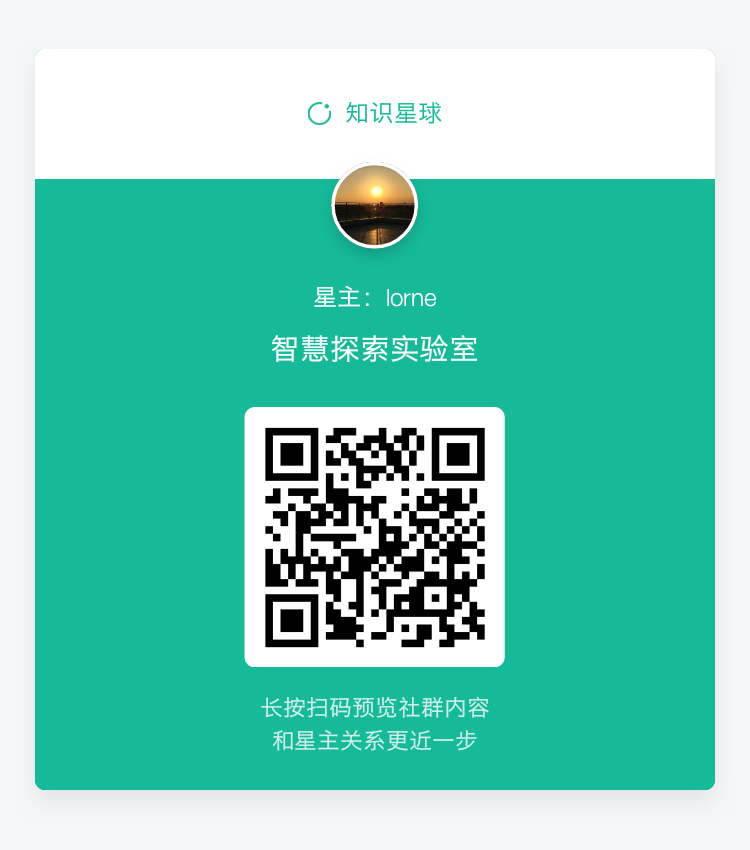 知识星球
星主：lorne
智慧探索实验室
长按扫码预览社群内容
和星主关系更近一步